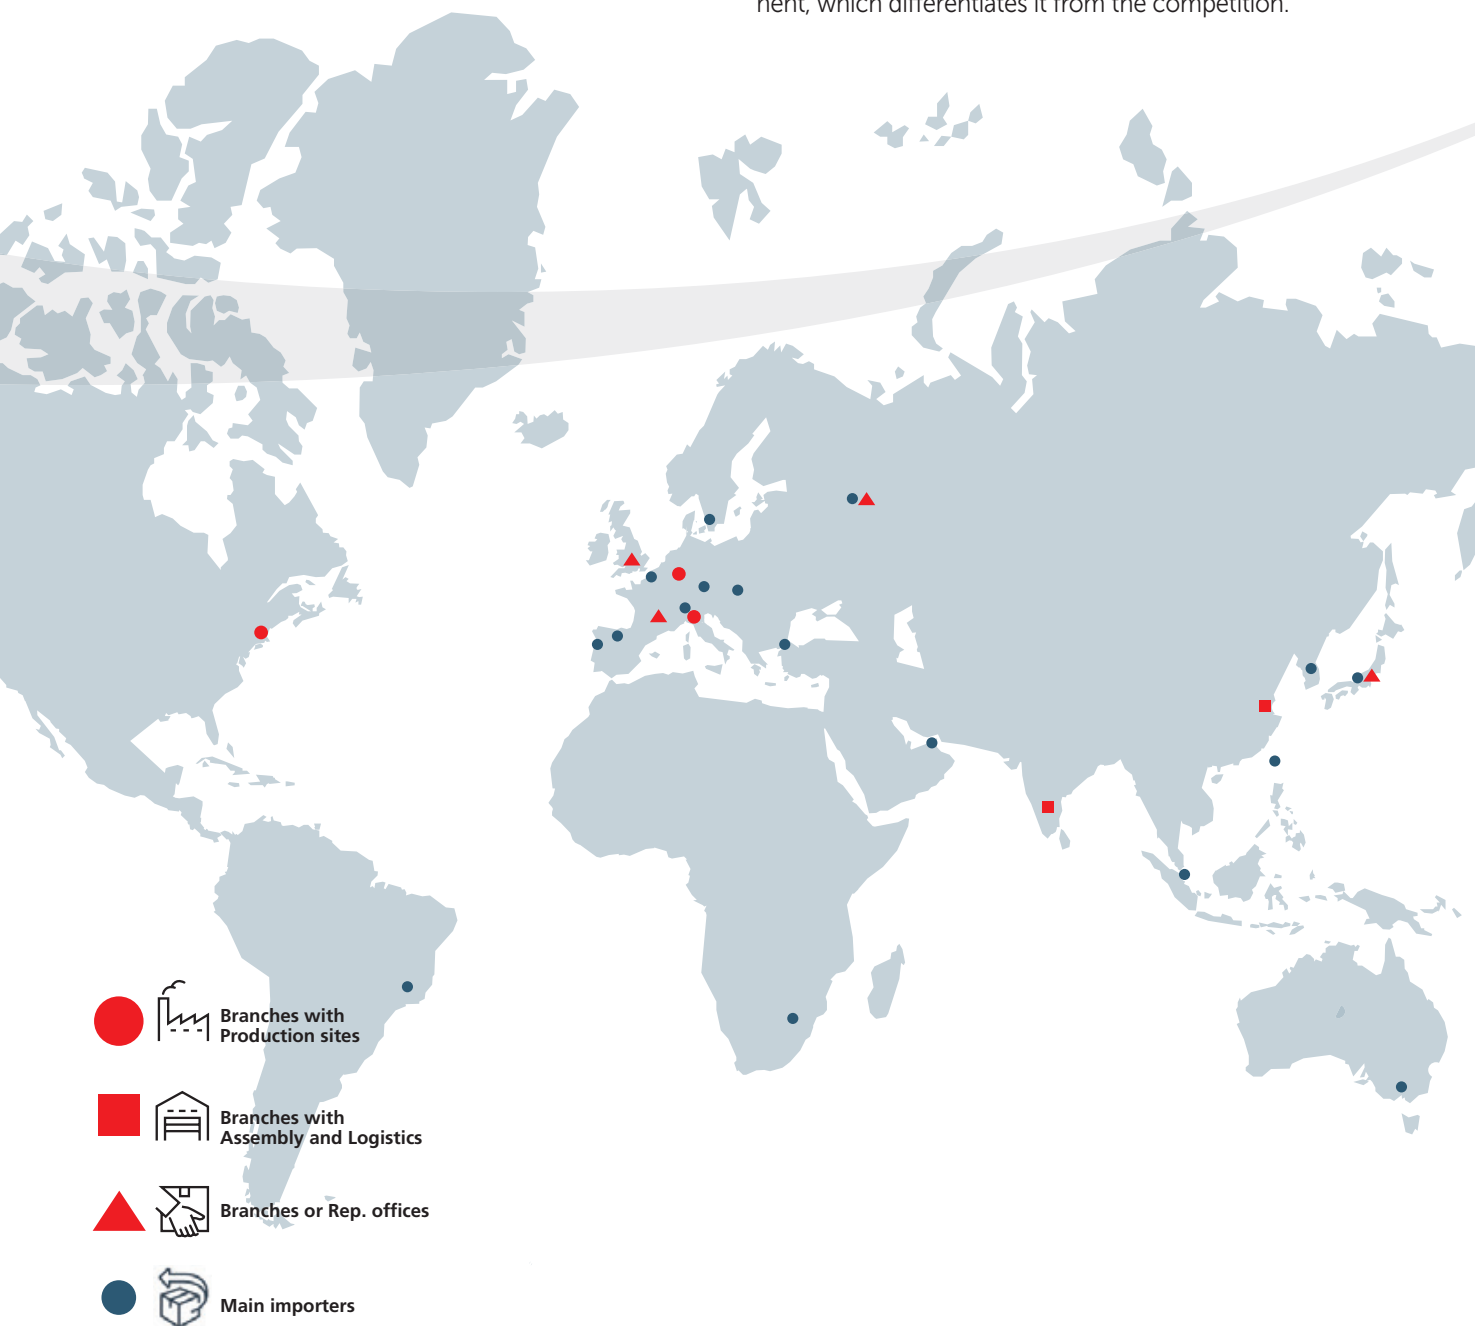 nent, which differentiates it from the competition.
Branches with
Production sites
Branches with
Assembly and Logistics
Branches or Rep. offices
Main importers